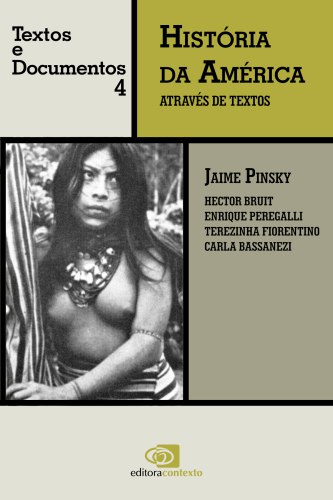 Textos
e
Documentos
4
HISTÓRIA
DA AMÉRICA
ATRAVÉS DE TEXTOS
JAIME PINSKY
HECTOR BRUIT
ENRIQUE PEREGALLI
TEREZINHA FIORENTINO
CARLA BASSANEZI
editoracontexto